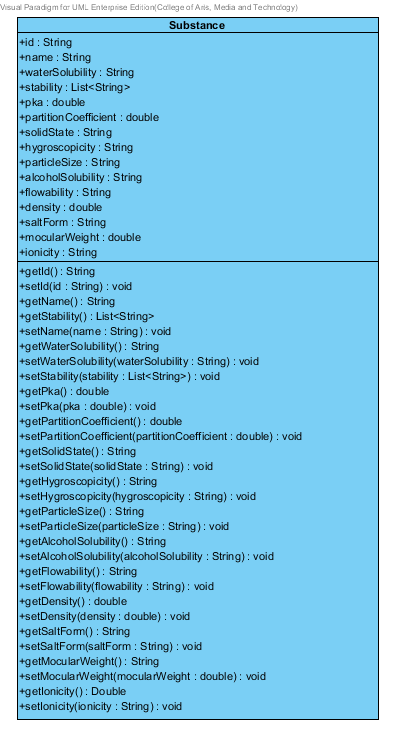 Visual Paradigm for UML Enterprise Edition(College of Arts, Media and Technology)
Substance
+id : String
+name : String
+waterSolubility : String
+stability : List<String>
+pka : double
+partitionCoefficient : double
+solidState : String
+hygroscopicity : String
+particleSize : String
+alcoholSolubility : String
+flowability : String
+density : double
+saltForm : String
+mocularWeight : double
+ionicity : String
+getId() : String
+setId(id : String) : void
+getName() : String
+getStability() : List<String>
+setName(name : String) : void
+getWaterSolubility() : String
+setWaterSolubility(waterSolubility : String) : void
+setStability(stability : List<String>) : void
+getPka() : double
+setPka(pka : double) : void
+getPartitionCoefficient() : double
+setPartitionCoefficient(partitionCoefficient : double) : void
+getSolidState() : String
+setSolidState(solidState : String) : void
+getHygroscopicity() : String
+setHygroscopicity(hygroscopicity : String) : void
+getParticleSize() : String
+setParticleSize(particleSize : String) : void
+getAlcoholSolubility() : String
+setAlcoholSolubility(alcoholSolubility : String) : void
+getFlowability() : String
+setFlowability(flowability : String) : void
+getDensity() : double
+setDensity(density : double) : void
+getSaltForm() : String
+setSaltForm(saltForm : String) : void
+getMocularWeight() : String
+setMocularWeight(mocularWeight : double) : void
+getIonicity() : Double
+setIonicity(ionicity : String) : void